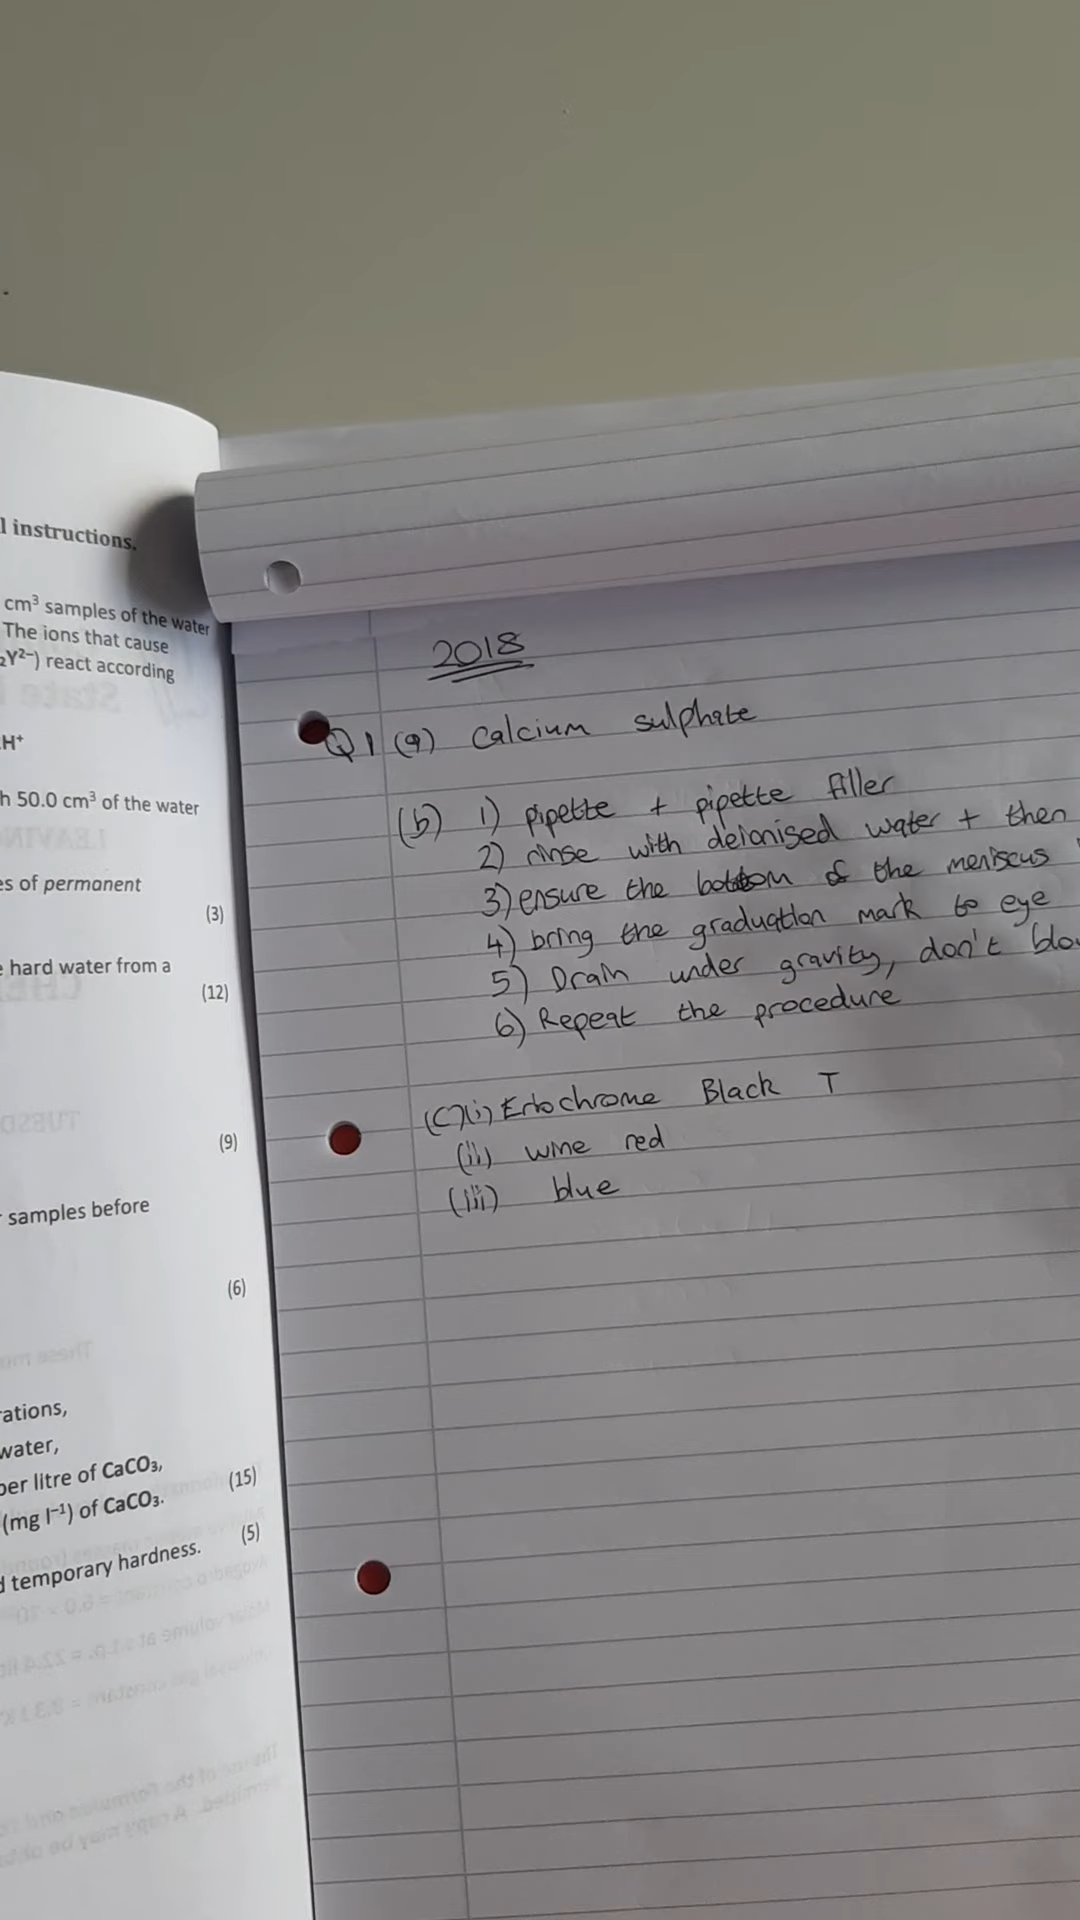 l instructions.
cm³ samples of the water
The ions that cause
₂Y²⁻) react according
H⁺
h 50.0 cm³ of the water
es of permanent
(3)
e hard water from a
(12)
(9)
samples before
(6)
rations,
water,
per litre of CaCO₃,
(mg l⁻¹) of CaCO₃.
(15)
d temporary hardness.
(5)
2018
Q1 (a) Calcium sulphate
(b) 1) pipette + pipette filler
2) rinse with deionised water + then
3) ensure the bottom of the meniscus
4) bring the graduation mark to eye
5) Drain under gravity, don't blo
6) Repeat the procedure
(C)(i) Eriochrome Black T
(ii) wine red
(iii) blue